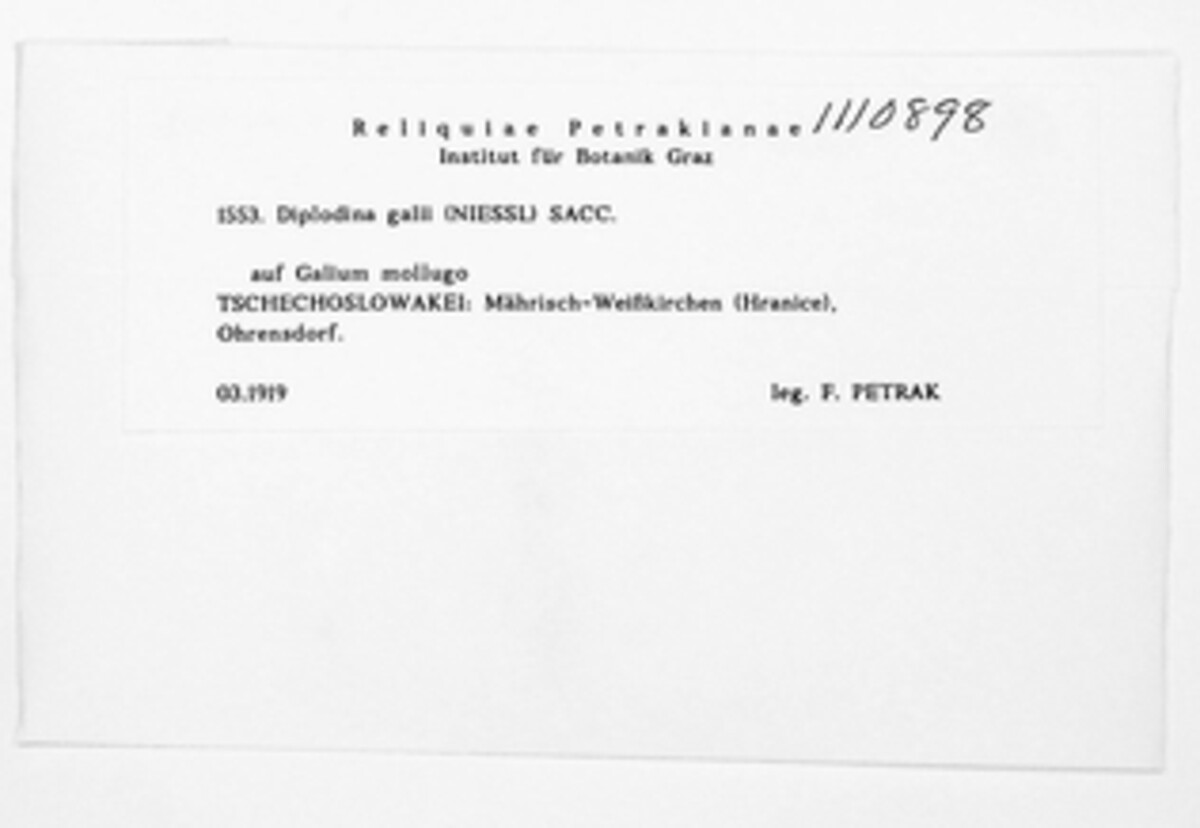 Reliquiae Petrakianae 1110898
Institut für Botanik Graz
1553. Diplodina galii (NIESSL) SACC.
auf Galium mollugo
TSCHECHOSLOWAKEI: Mährisch-Weißkirchen (Hranice),
Ohrensdorf.
03.1919 leg. F. PETRAK